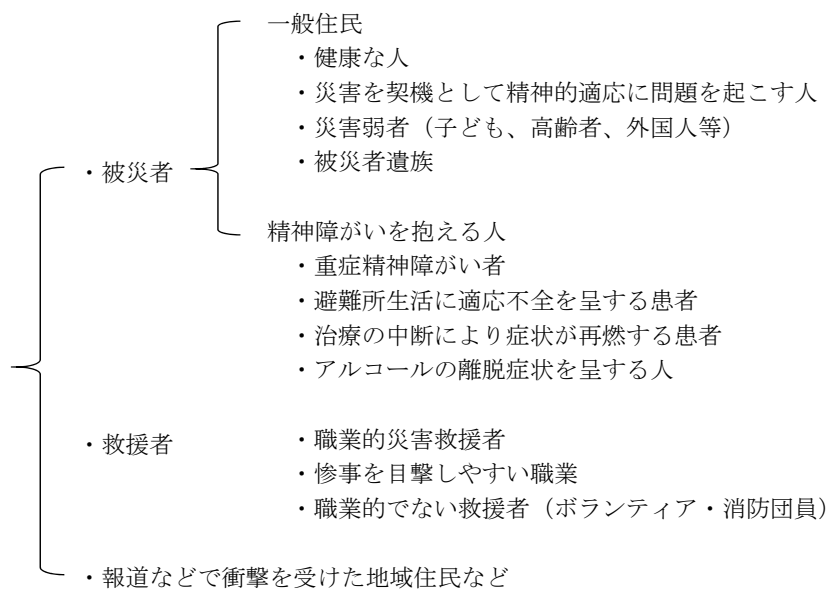 一般住民
・健康な人
・災害を契機として精神的適応に問題を起こす人
・災害弱者（子ども、高齢者、外国人等）
・被災者遺族
・被災者
精神障がいを抱える人
・重症精神障がい者
・避難所生活に適応不全を呈する患者
・治療の中断により症状が再燃する患者
・アルコールの離脱症状を呈する人
・救援者
・職業的災害救援者
・惨事を目撃しやすい職業
・職業的でない救援者（ボランティア・消防団員）
・報道などで衝撃を受けた地域住民など